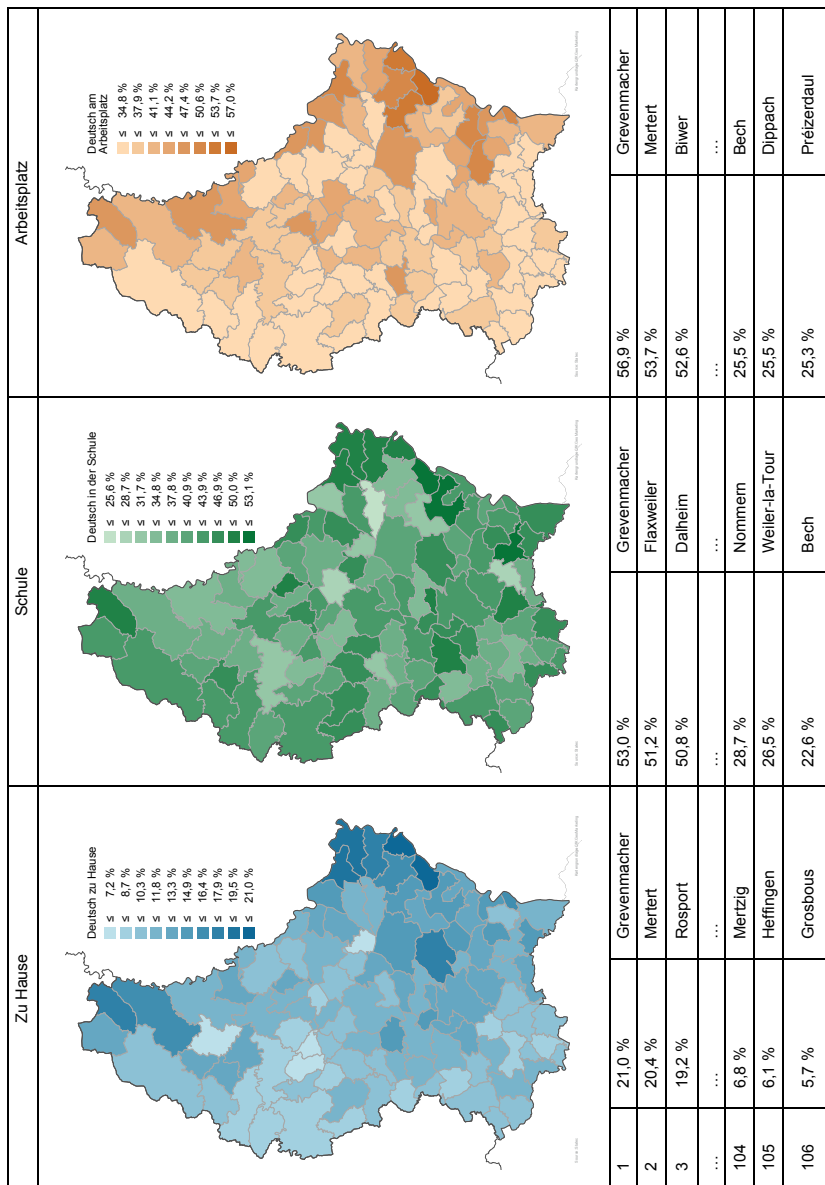 Zu Hause
Schule
Arbeitsplatz
Deutsch zu Hause
≤ 7,2 %
≤ 8,7 %
≤ 10,3 %
≤ 11,8 %
≤ 13,3 %
≤ 14,9 %
≤ 16,4 %
≤ 17,9 %
≤ 19,5 %
≤ 21,0 %
Deutsch in der Schule
≤ 25,6 %
≤ 28,7 %
≤ 31,7 %
≤ 34,8 %
≤ 37,8 %
≤ 40,9 %
≤ 43,9 %
≤ 46,9 %
≤ 50,0 %
≤ 53,1 %
Deutsch am
Arbeitsplatz
≤ 34,8 %
≤ 37,9 %
≤ 41,1 %
≤ 44,2 %
≤ 47,4 %
≤ 50,6 %
≤ 53,7 %
≤ 57,0 %
1 21,0 % Grevenmacher 53,0 % Grevenmacher 56,9 % Grevenmacher
2 20,4 % Mertert 51,2 % Flaxweiler 53,7 % Mertert
3 19,2 % Rosport 50,8 % Dalheim 52,6 % Biwer
… … … … … … …
104 6,8 % Mertzig 28,7 % Nommern 25,5 % Bech
105 6,1 % Heffingen 26,5 % Weiler-la-Tour 25,5 % Dippach
106 5,7 % Grosbous 22,6 % Bech 25,3 % Préizerdaul